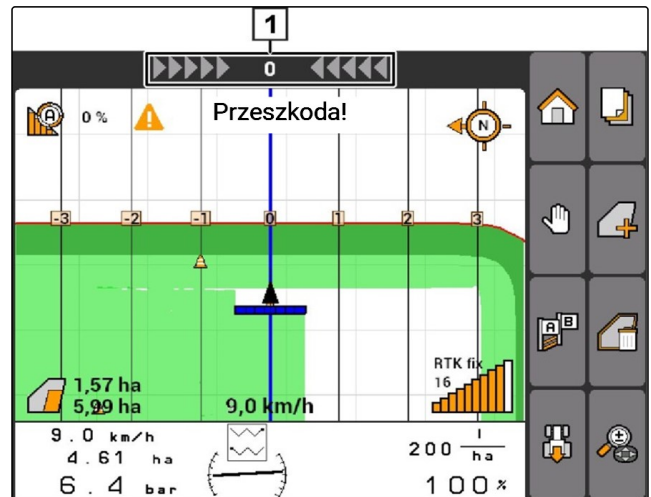 1
0
A 0 %
Przeszkoda!
N
-3 -2 -1 0 1 2 3
A B
RTK fix
16
1,57 ha
5,99 ha
9,0 km/h
9.0 km/h
4.61 ha
6.4 bar
200 l/ha
100 %